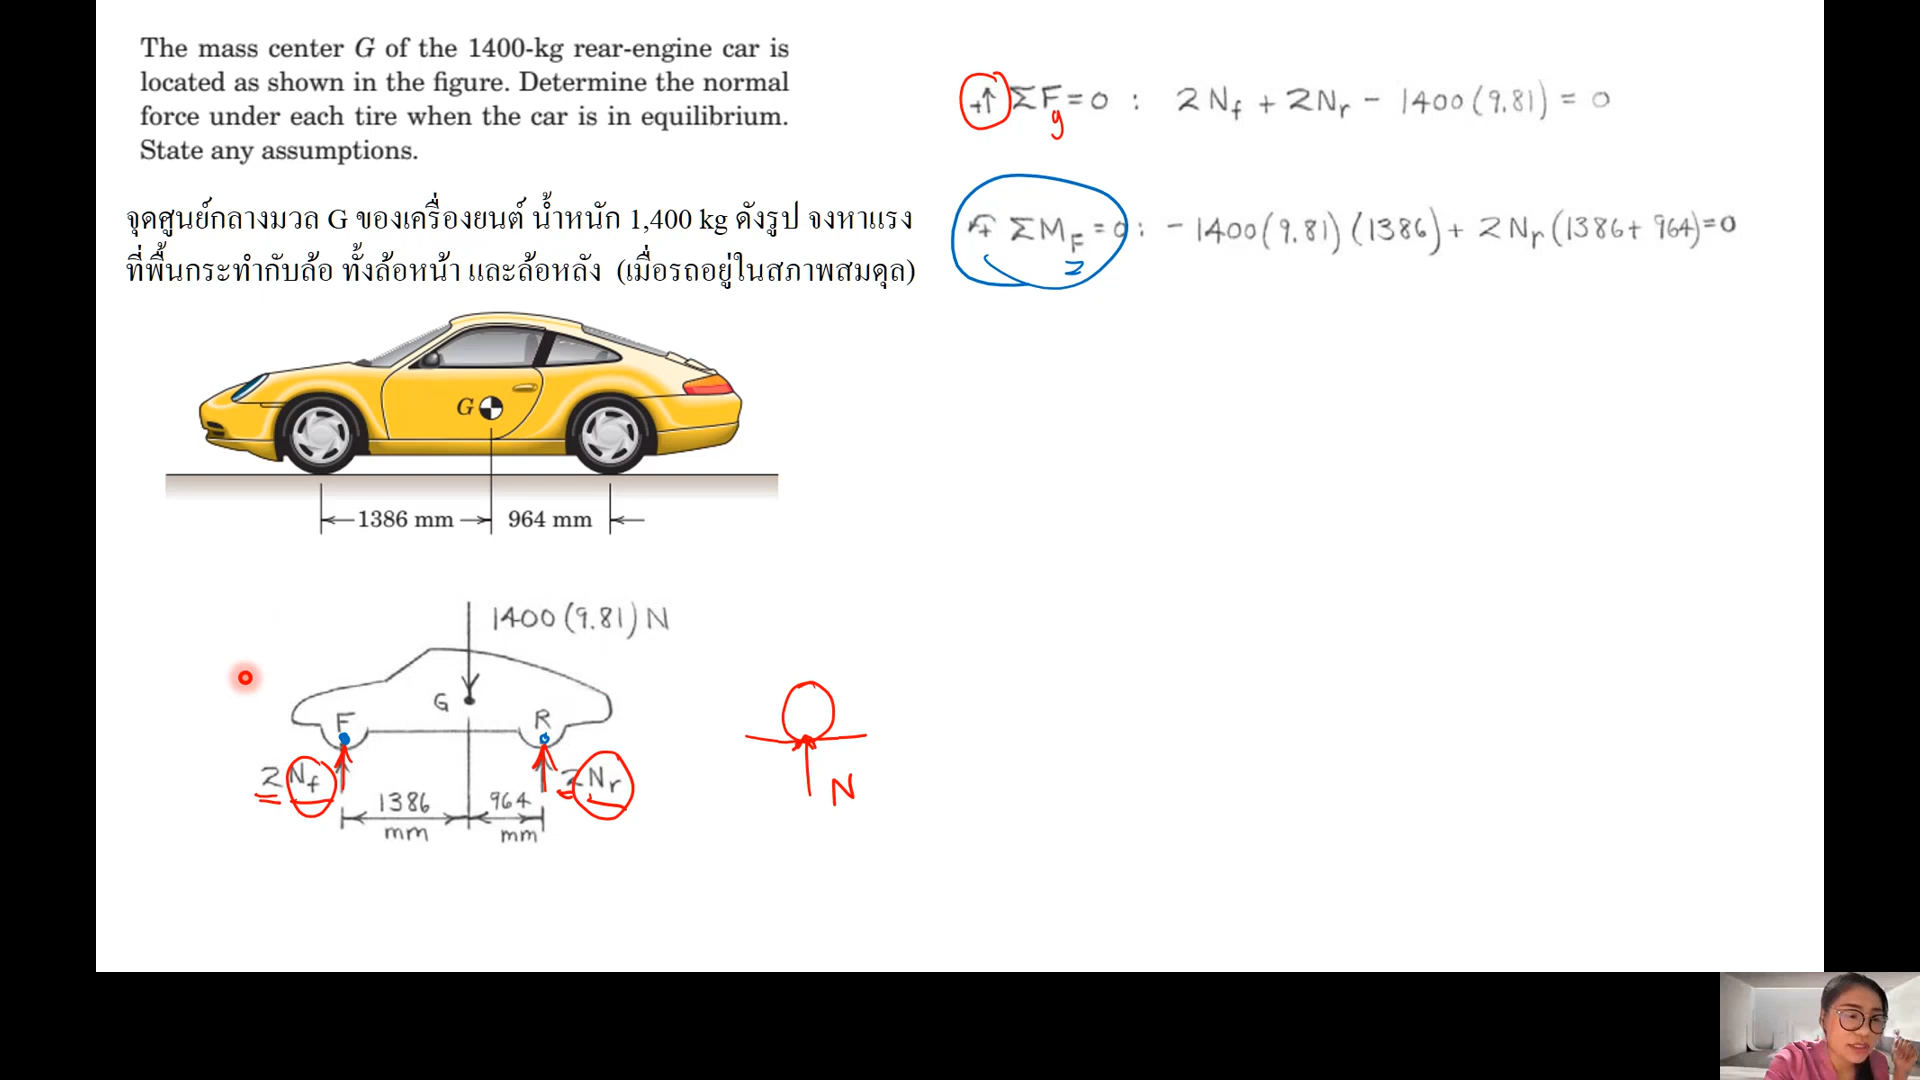 The mass center G of the 1400-kg rear-engine car is
located as shown in the figure. Determine the normal
force under each tire when the car is in equilibrium.
State any assumptions.
จุดศูนย์กลางมวล G ของเครื่องยนต์ น้ำหนัก 1,400 kg ดังรูป จงหาแรง
ที่พื้นกระทำกับล้อ ทั้งล้อหน้า และล้อหลัง (เมื่อรถอยู่ในสภาพสมดุล)
+↑ ΣFy = 0 : 2Nf + 2Nr - 1400(9.81) = 0
↶+ ΣMF = 0 : -1400(9.81)(1386) + 2Nr(1386 + 964) = 0
z
G
1386 mm 964 mm
1400(9.81) N
G
F R
2Nf 2Nr
1386 964
mm mm
N